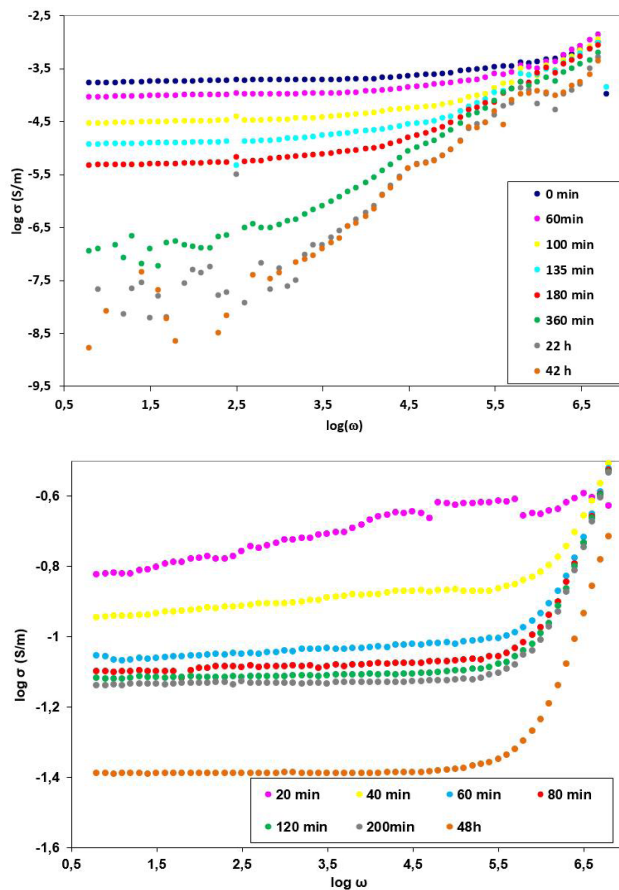 -2,5
-3,5
-4,5
-5,5
-6,5
-7,5
-8,5
-9,5
log σ (S/m)
0,5 1,5 2,5 3,5 4,5 5,5 6,5
log(ω)
0 min
60min
100 min
135 min
180 min
360 min
22 h
42 h
-0,6
-0,8
-1
-1,2
-1,4
-1,6
log σ (S/m)
20 min 40 min 60 min 80 min
120 min 200min 48h
0,5 1,5 2,5 3,5 4,5 5,5 6,5
log ω